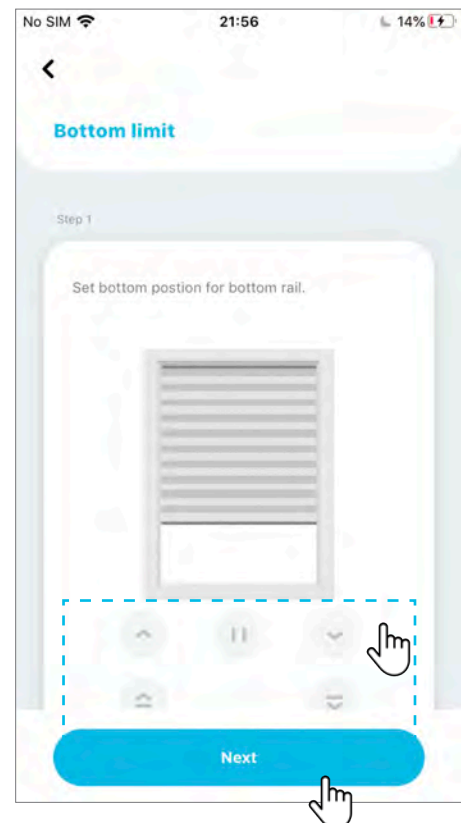 No SIM 21:56 14%
Bottom limit
Step 1
Set bottom postion for bottom rail.
Next